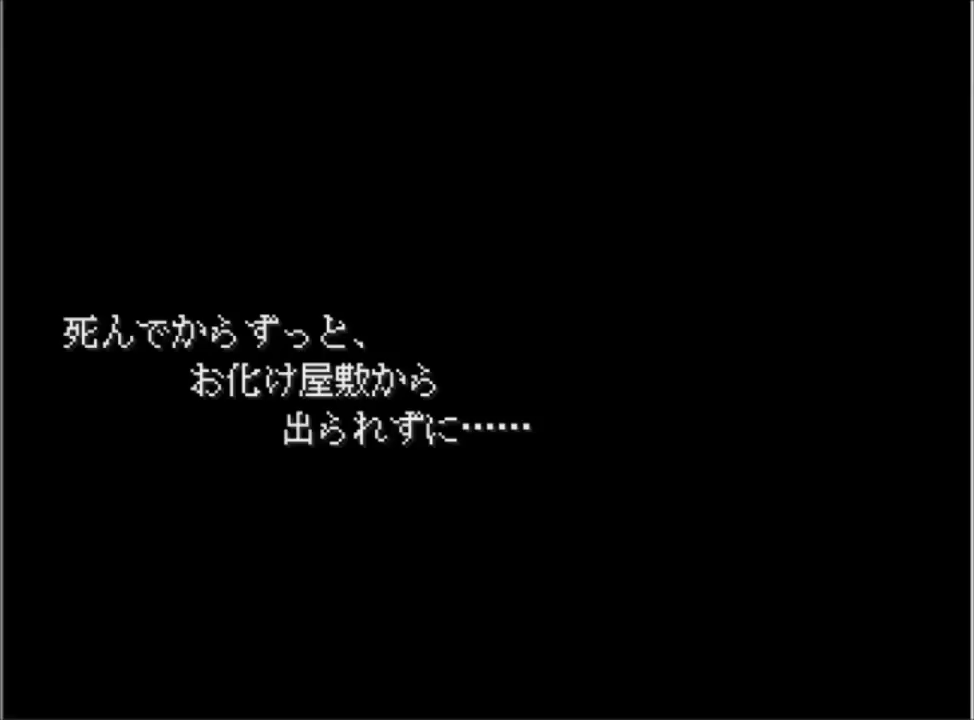 死んでからずっと、
お化け屋敷から
出られずに……